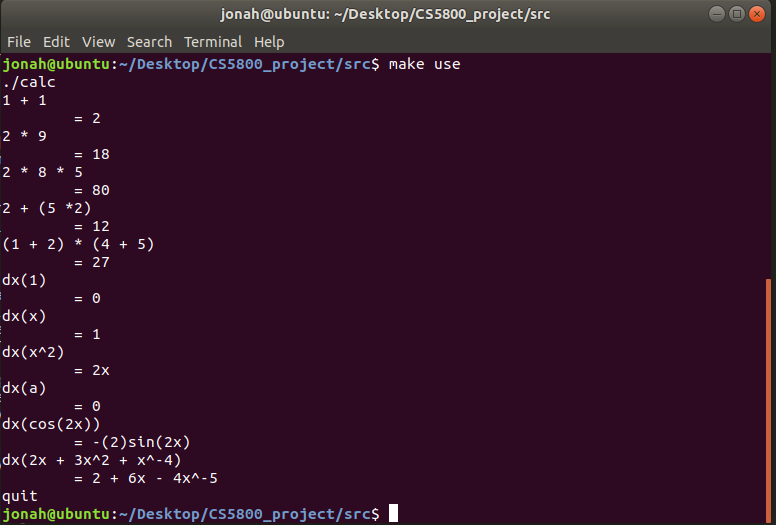 jonah@ubuntu: ~/Desktop/CS5800_project/src
File Edit View Search Terminal Help
jonah@ubuntu:~/Desktop/CS5800_project/src$ make use
./calc
1 + 1
= 2
2 * 9
= 18
2 * 8 * 5
= 80
2 + (5 *2)
= 12
(1 + 2) * (4 + 5)
= 27
dx(1)
= 0
dx(x)
= 1
dx(x^2)
= 2x
dx(a)
= 0
dx(cos(2x))
= -(2)sin(2x)
dx(2x + 3x^2 + x^-4)
= 2 + 6x - 4x^-5
quit
jonah@ubuntu:~/Desktop/CS5800_project/src$